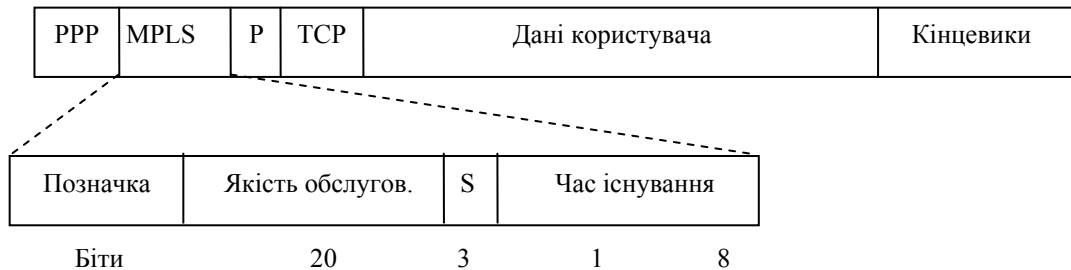 PPP MPLS P TCP Дані користувача Кінцевики
Позначка Якість обслугов. S Час існування
Біти 20 3 1 8